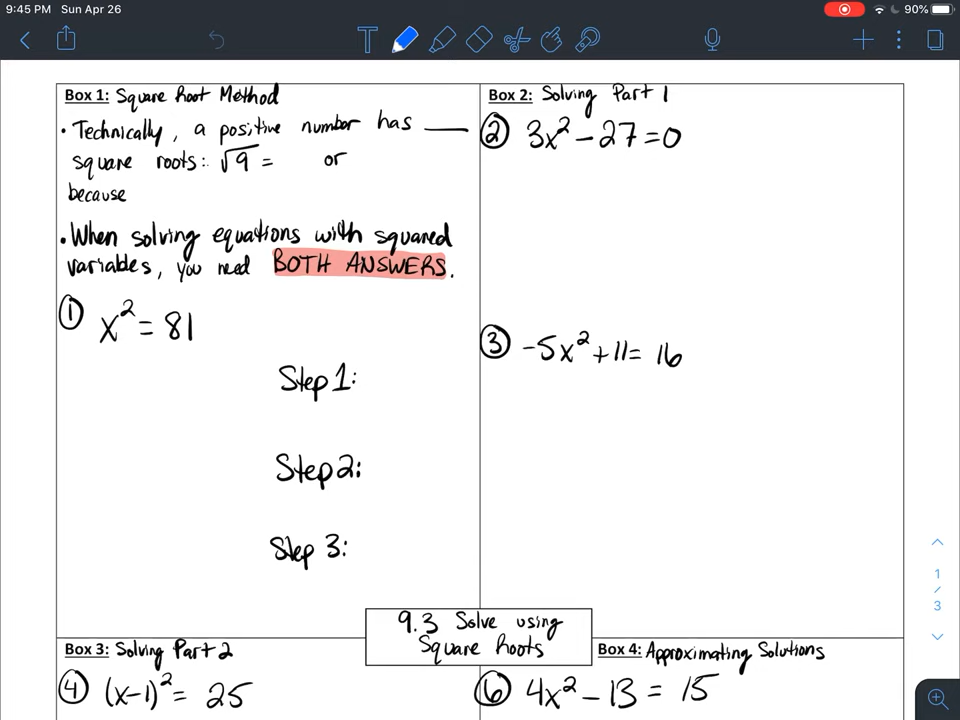 9:45 PM Sun Apr 26
90%
Box 1: Square Root Method
• Technically, a positive number has ____
square roots: √9 = or
because
• When solving equations with squared
variables, you need BOTH ANSWERS.
① x² = 81
Step 1:
Step 2:
Step 3:
Box 2: Solving Part 1
② 3x² - 27 = 0
③ -5x² + 11 = 16
9.3 Solve using
Square Roots
Box 3: Solving Part 2
④ (x-1)² = 25
Box 4: Approximating Solutions
⑥ 4x² - 13 = 15
1
/
3